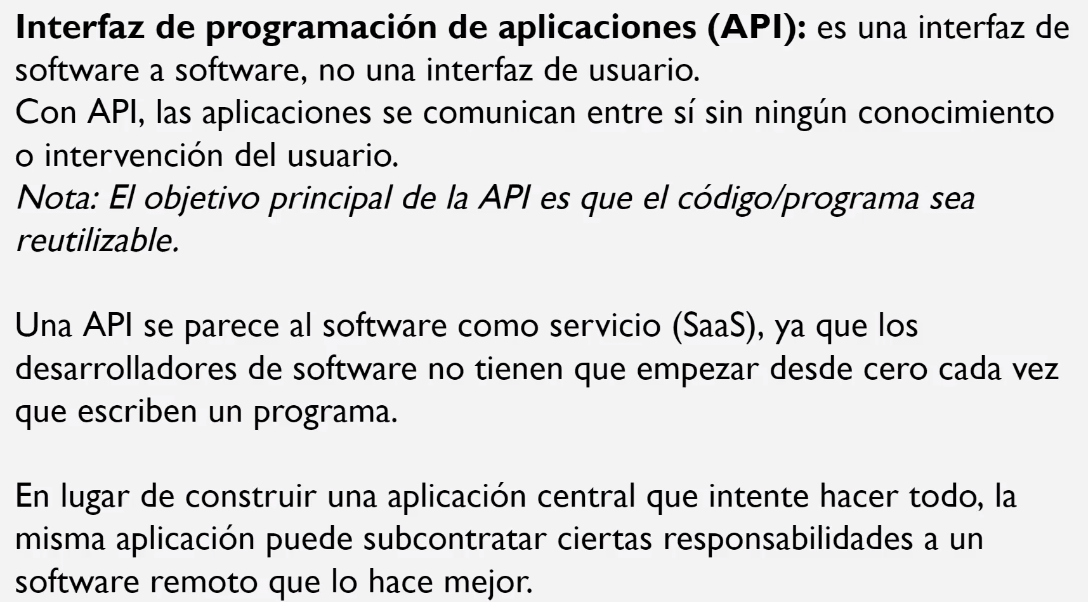 Interfaz de programación de aplicaciones (API): es una interfaz de
software a software, no una interfaz de usuario.
Con API, las aplicaciones se comunican entre sí sin ningún conocimiento
o intervención del usuario.
Nota: El objetivo principal de la API es que el código/programa sea
reutilizable.
Una API se parece al software como servicio (SaaS), ya que los
desarrolladores de software no tienen que empezar desde cero cada vez
que escriben un programa.
En lugar de construir una aplicación central que intente hacer todo, la
misma aplicación puede subcontratar ciertas responsabilidades a un
software remoto que lo hace mejor.